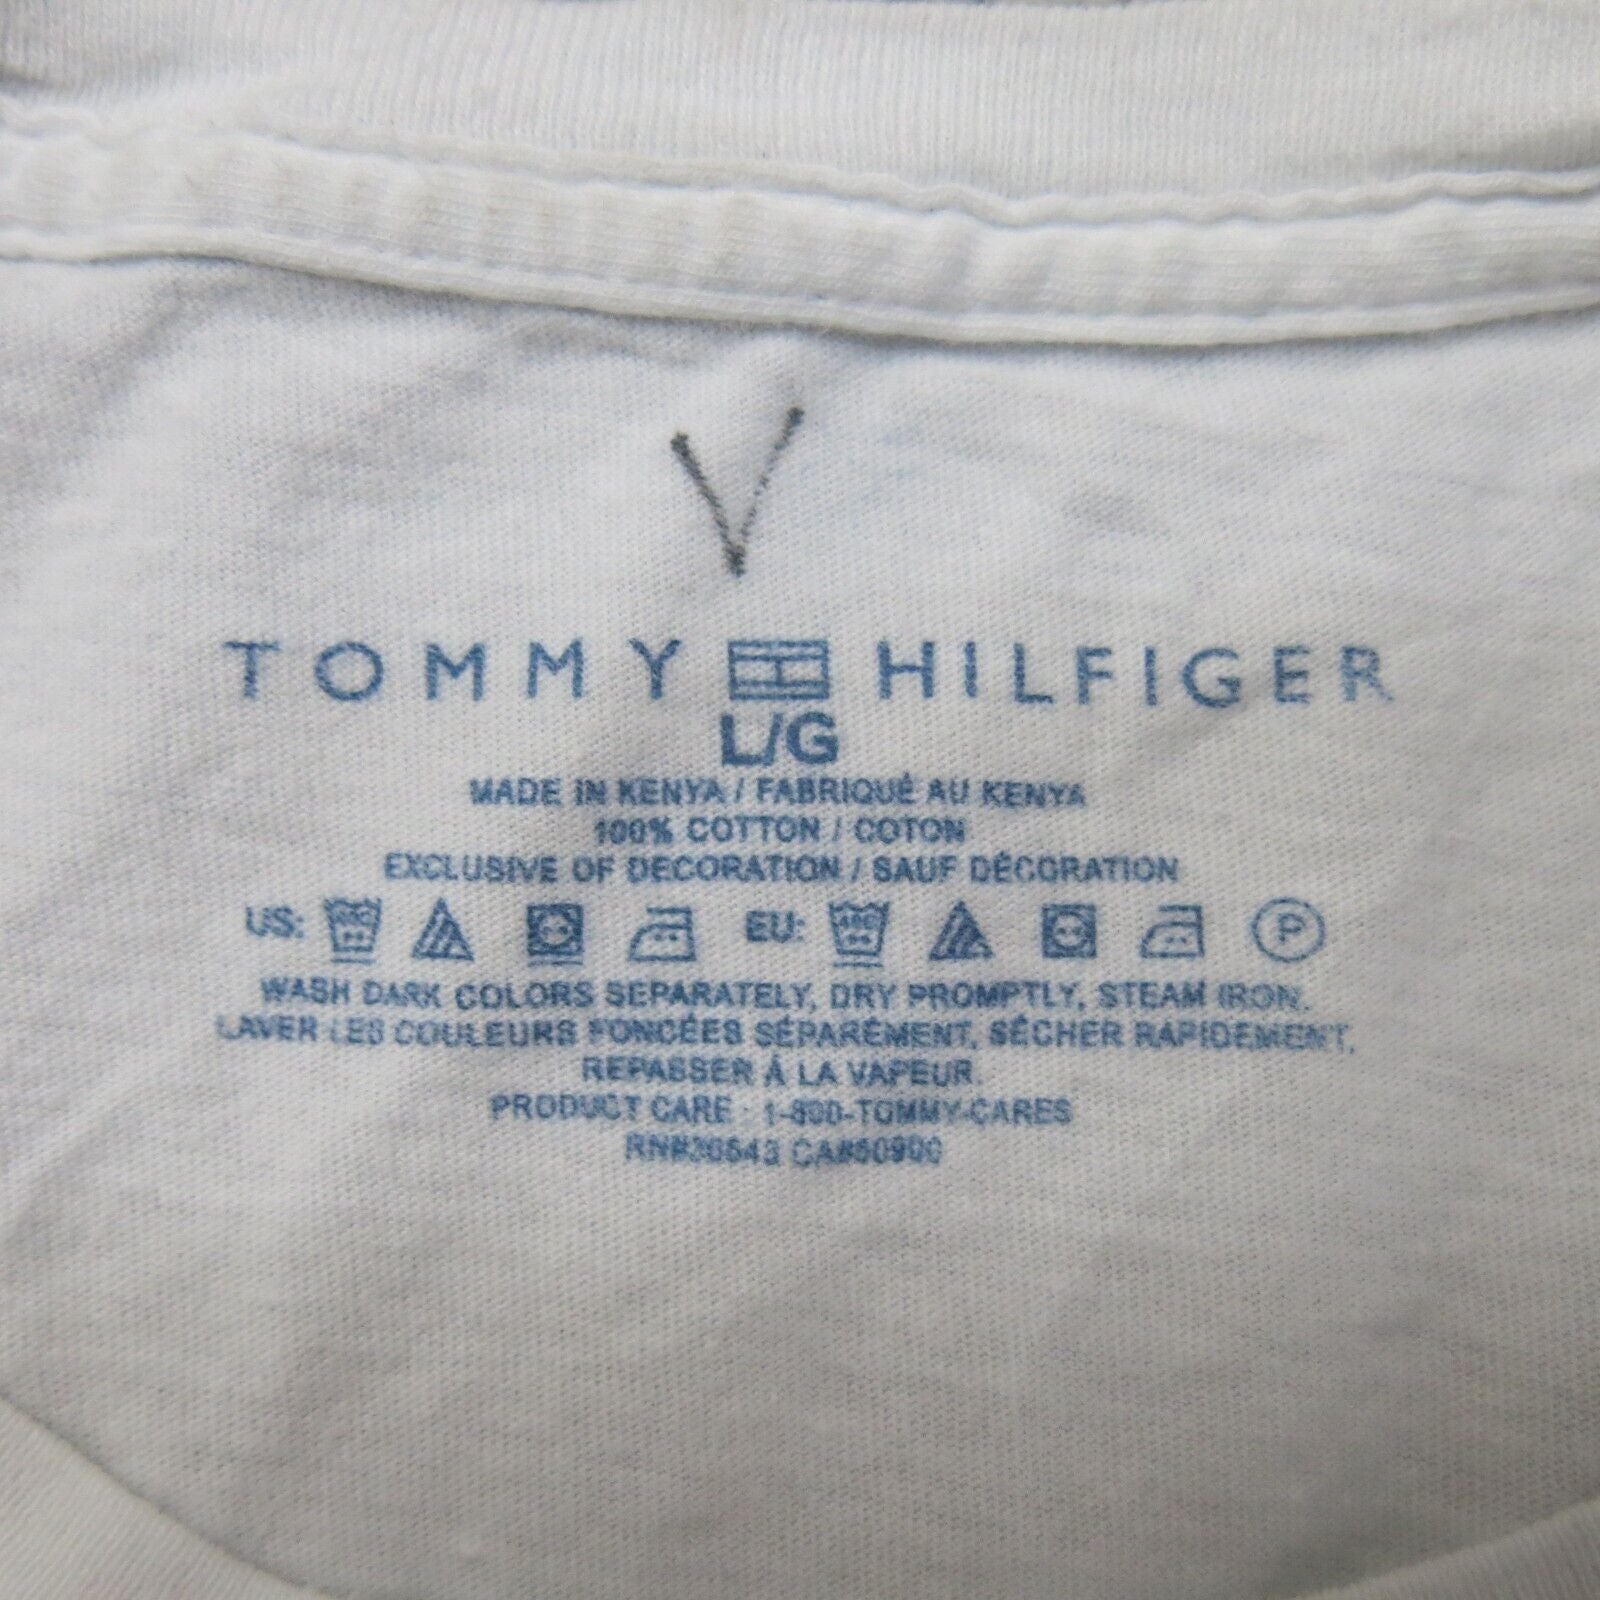 V
TOMMY HILFIGER
L/G
MADE IN KENYA / FABRIQUÉ AU KENYA
100% COTTON / COTON
EXCLUSIVE OF DECORATION / SAUF DÉCORATION
US: EU: P
WASH DARK COLORS SEPARATELY, DRY PROMPTLY, STEAM IRON.
LAVER LES COULEURS FONCÉES SÉPARÉMENT, SÉCHER RAPIDEMENT,
REPASSER À LA VAPEUR.
PRODUCT CARE : 1-800-TOMMY-CARES
CA#50900